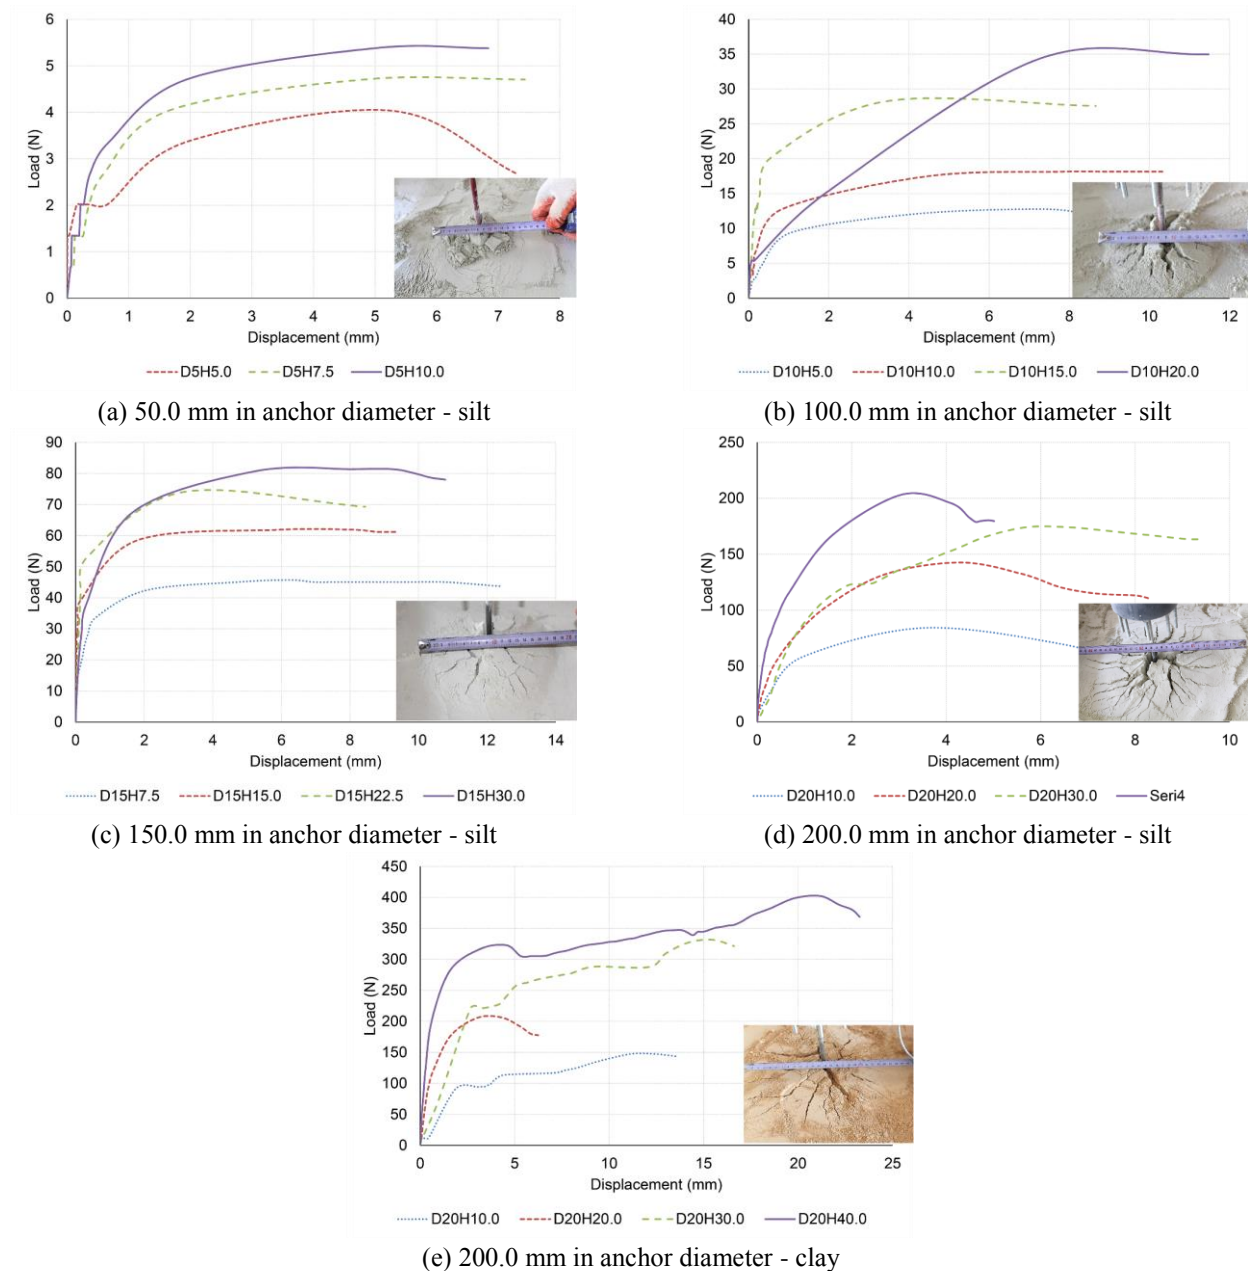 6
5
4
3
2
1
0
Load (N)
0 1 2 3 4 5 6 7 8
Displacement (mm)
D5H5.0 D5H7.5 D5H10.0
(a) 50.0 mm in anchor diameter - silt
40
35
30
25
20
15
10
5
0
Load (N)
0 2 4 6 8 10 12
Displacement (mm)
D10H5.0 D10H10.0 D10H15.0 D10H20.0
(b) 100.0 mm in anchor diameter - silt
90
80
70
60
50
40
30
20
10
0
Load (N)
0 2 4 6 8 10 12 14
Displacement (mm)
D15H7.5 D15H15.0 D15H22.5 D15H30.0
(c) 150.0 mm in anchor diameter - silt
250
200
150
100
50
0
Load (N)
0 2 4 6 8 10
Displacement (mm)
D20H10.0 D20H20.0 D20H30.0 Seri4
(d) 200.0 mm in anchor diameter - silt
450
400
350
300
250
200
150
100
50
0
Load (N)
0 5 10 15 20 25
Displacement (mm)
D20H10.0 D20H20.0 D20H30.0 D20H40.0
(e) 200.0 mm in anchor diameter - clay